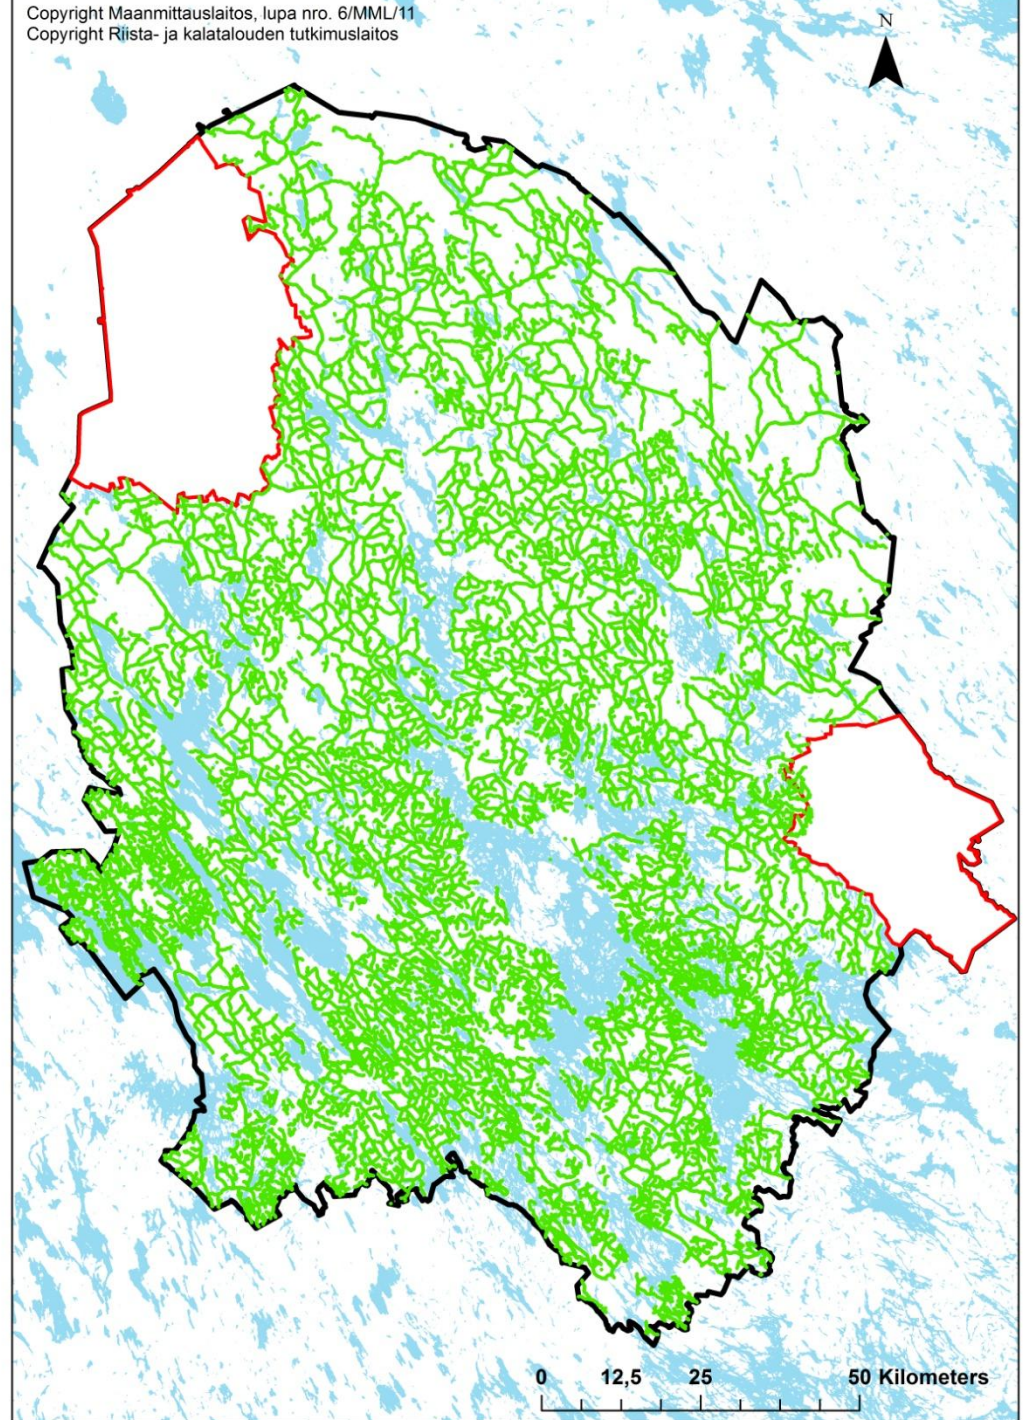 Copyright Maanmittauslaitos, lupa nro. 6/MML/11
Copyright Riista- ja kalatalouden tutkimuslaitos
N
0 12,5 25 50 Kilometers